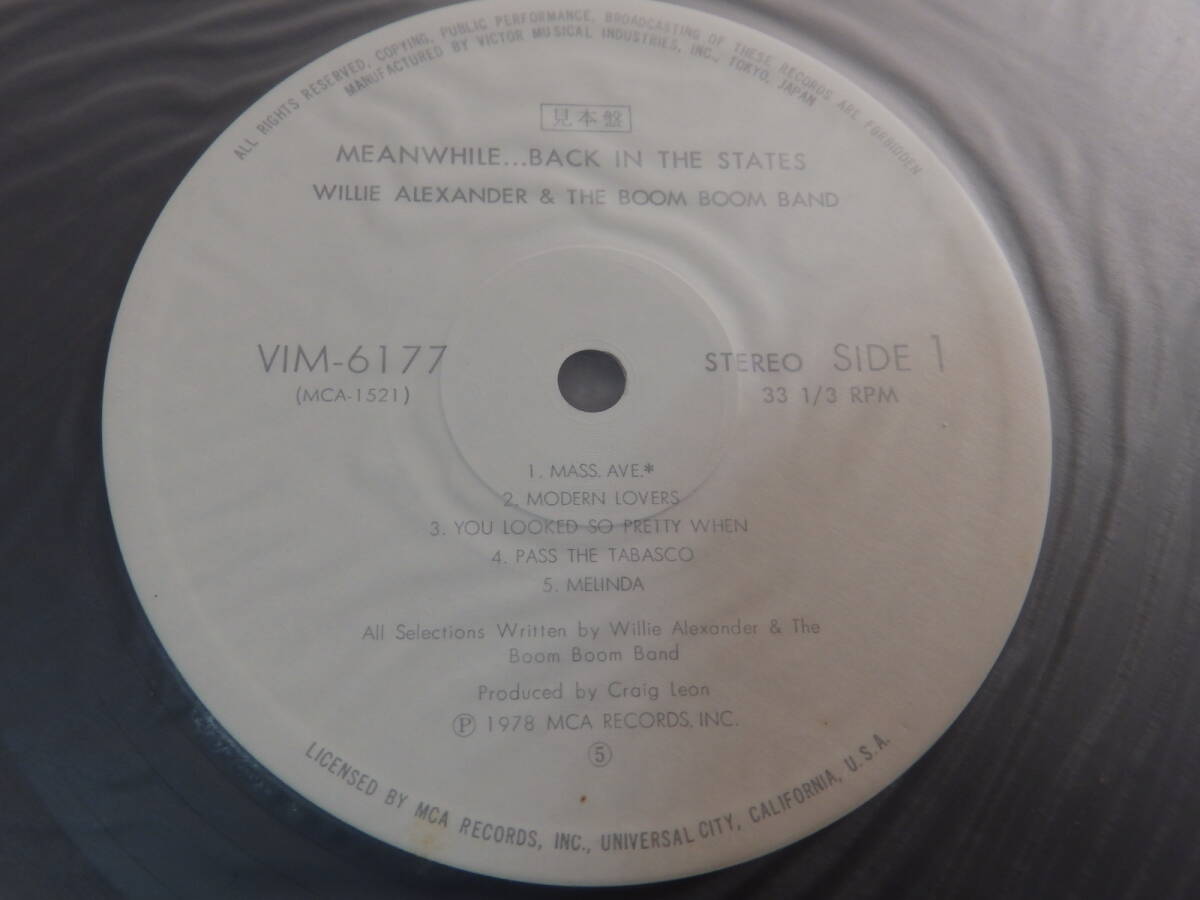 ALL RIGHTS RESERVED, COPYING, PUBLIC PERFORMANCE, BROADCASTING OF THESE RECORDS ARE FORBIDDEN
MANUFACTURED BY VICTOR MUSICAL INDUSTRIES, INC., TOKYO, JAPAN
見本盤
MEANWHILE...BACK IN THE STATES
WILLIE ALEXANDER & THE BOOM BOOM BAND
VIM-6177
(MCA-1521)
STEREO SIDE 1
33 1/3 RPM
1. MASS. AVE.*
2. MODERN LOVERS
3. YOU LOOKED SO PRETTY WHEN
4. PASS THE TABASCO
5. MELINDA
All Selections Written by Willie Alexander & The
Boom Boom Band
Produced by Craig Leon
Ⓟ 1978 MCA RECORDS, INC.
⑤
LICENSED BY MCA RECORDS, INC., UNIVERSAL CITY, CALIFORNIA, U.S.A.